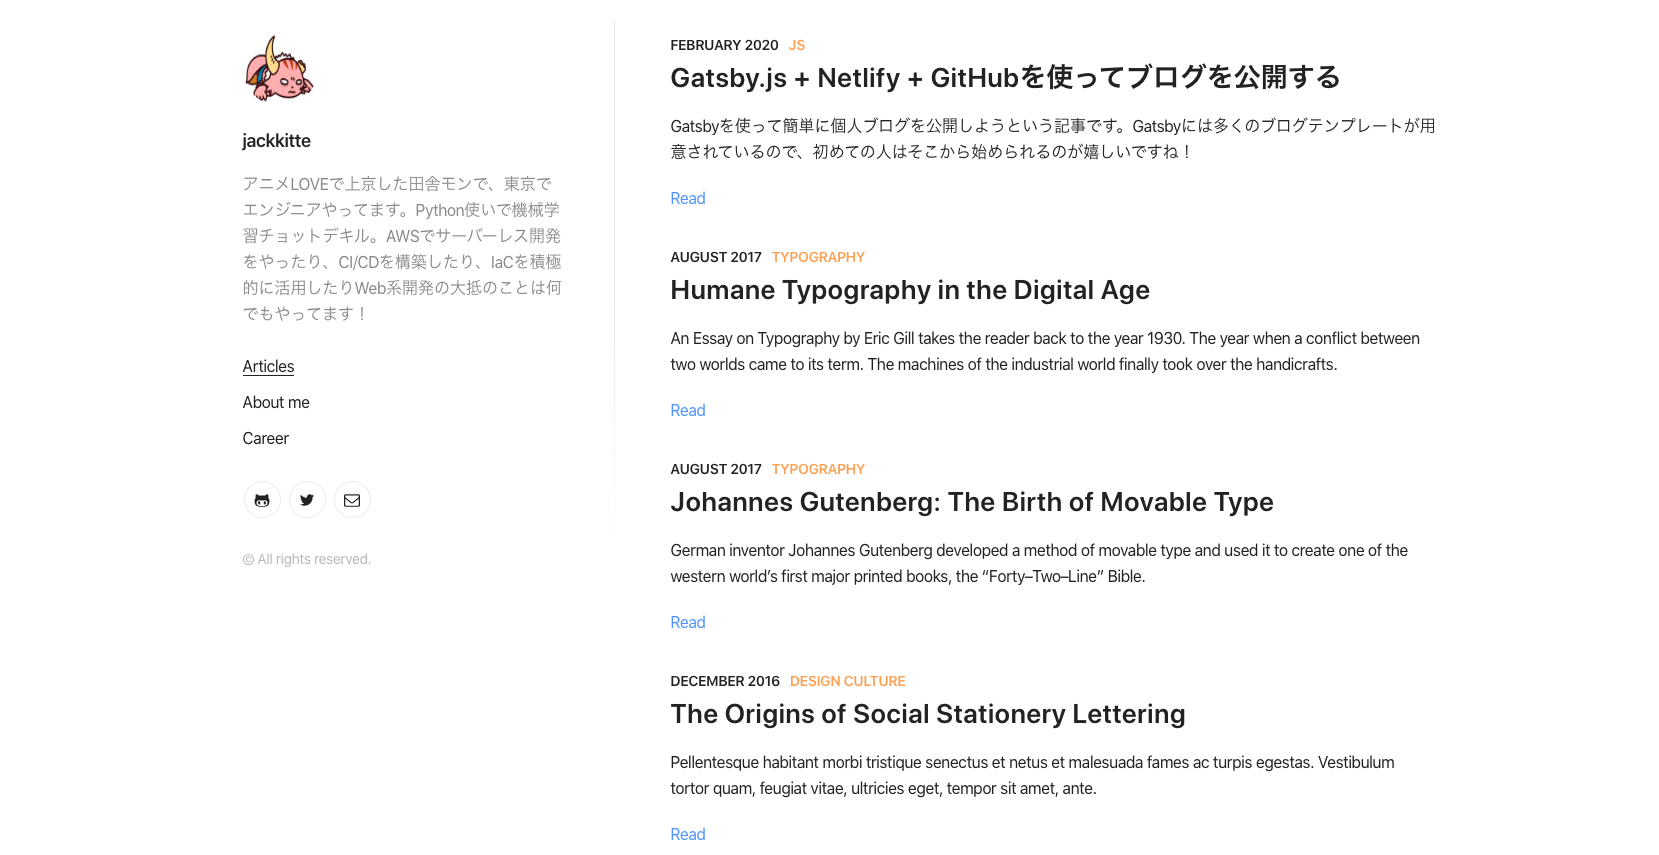 jackkitte
アニメLOVEで上京した田舎モンで、東京で
エンジニアやってます。Python使いで機械学
習チョットデキル。AWSでサーバーレス開発
をやったり、CI/CDを構築したり、IaCを積極
的に活用したりWeb系開発の大抵のことは何
でもやってます！
Articles
About me
Career
© All rights reserved.
FEBRUARY 2020 JS
Gatsby.js + Netlify + GitHubを使ってブログを公開する
Gatsbyを使って簡単に個人ブログを公開しようという記事です。Gatsbyには多くのブログテンプレートが用
意されているので、初めての人はそこから始められるのが嬉しいですね！
Read
AUGUST 2017 TYPOGRAPHY
Humane Typography in the Digital Age
An Essay on Typography by Eric Gill takes the reader back to the year 1930. The year when a conflict between
two worlds came to its term. The machines of the industrial world finally took over the handicrafts.
Read
AUGUST 2017 TYPOGRAPHY
Johannes Gutenberg: The Birth of Movable Type
German inventor Johannes Gutenberg developed a method of movable type and used it to create one of the
western world’s first major printed books, the “Forty–Two–Line” Bible.
Read
DECEMBER 2016 DESIGN CULTURE
The Origins of Social Stationery Lettering
Pellentesque habitant morbi tristique senectus et netus et malesuada fames ac turpis egestas. Vestibulum
tortor quam, feugiat vitae, ultricies eget, tempor sit amet, ante.
Read